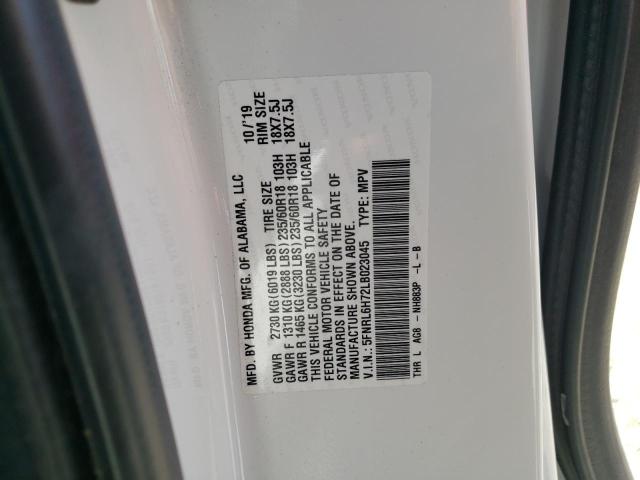 MFD. BY HONDA MFG. OF ALABAMA, LLC 10/'19
GVWR 2730 KG(6019 LBS) TIRE SIZE RIM SIZE
GAWR F 1310 KG(2888 LBS)235/60R18 103H 18X7.5J
GAWR R 1465 KG(3230 LBS)235/60R18 103H 18X7.5J
THIS VEHICLE CONFORMS TO ALL APPLICABLE
FEDERAL MOTOR VEHICLE SAFETY
STANDARDS IN EFFECT ON THE DATE OF
MANUFACTURE SHOWN ABOVE.
V.I.N.: 5FNRL6H72LB023045 TYPE: MPV
THR L AG8 - NH883P -L-B